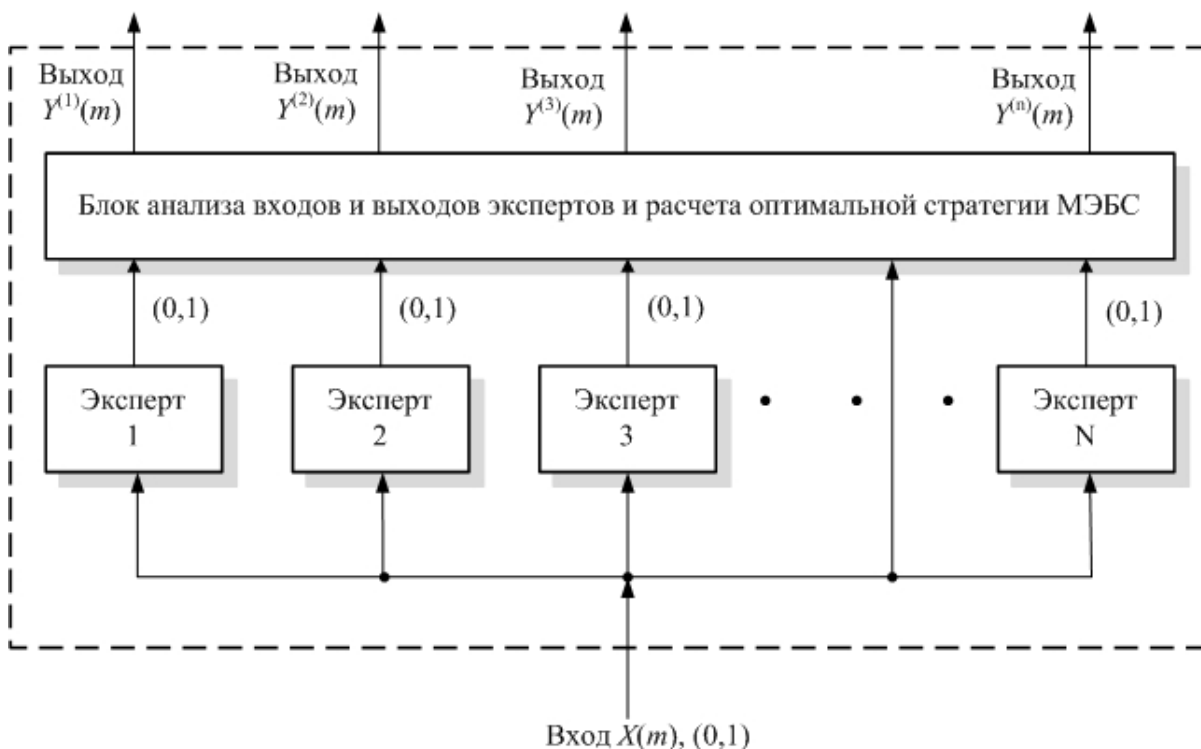 Выход
Y⁽¹⁾(m)
Выход
Y⁽²⁾(m)
Выход
Y⁽³⁾(m)
Выход
Y⁽ⁿ⁾(m)
Блок анализа входов и выходов экспертов и расчета оптимальной стратегии МЭБС
(0,1)
(0,1)
(0,1)
(0,1)
Эксперт
1
Эксперт
2
Эксперт
3
Эксперт
N
Вход X(m), (0,1)